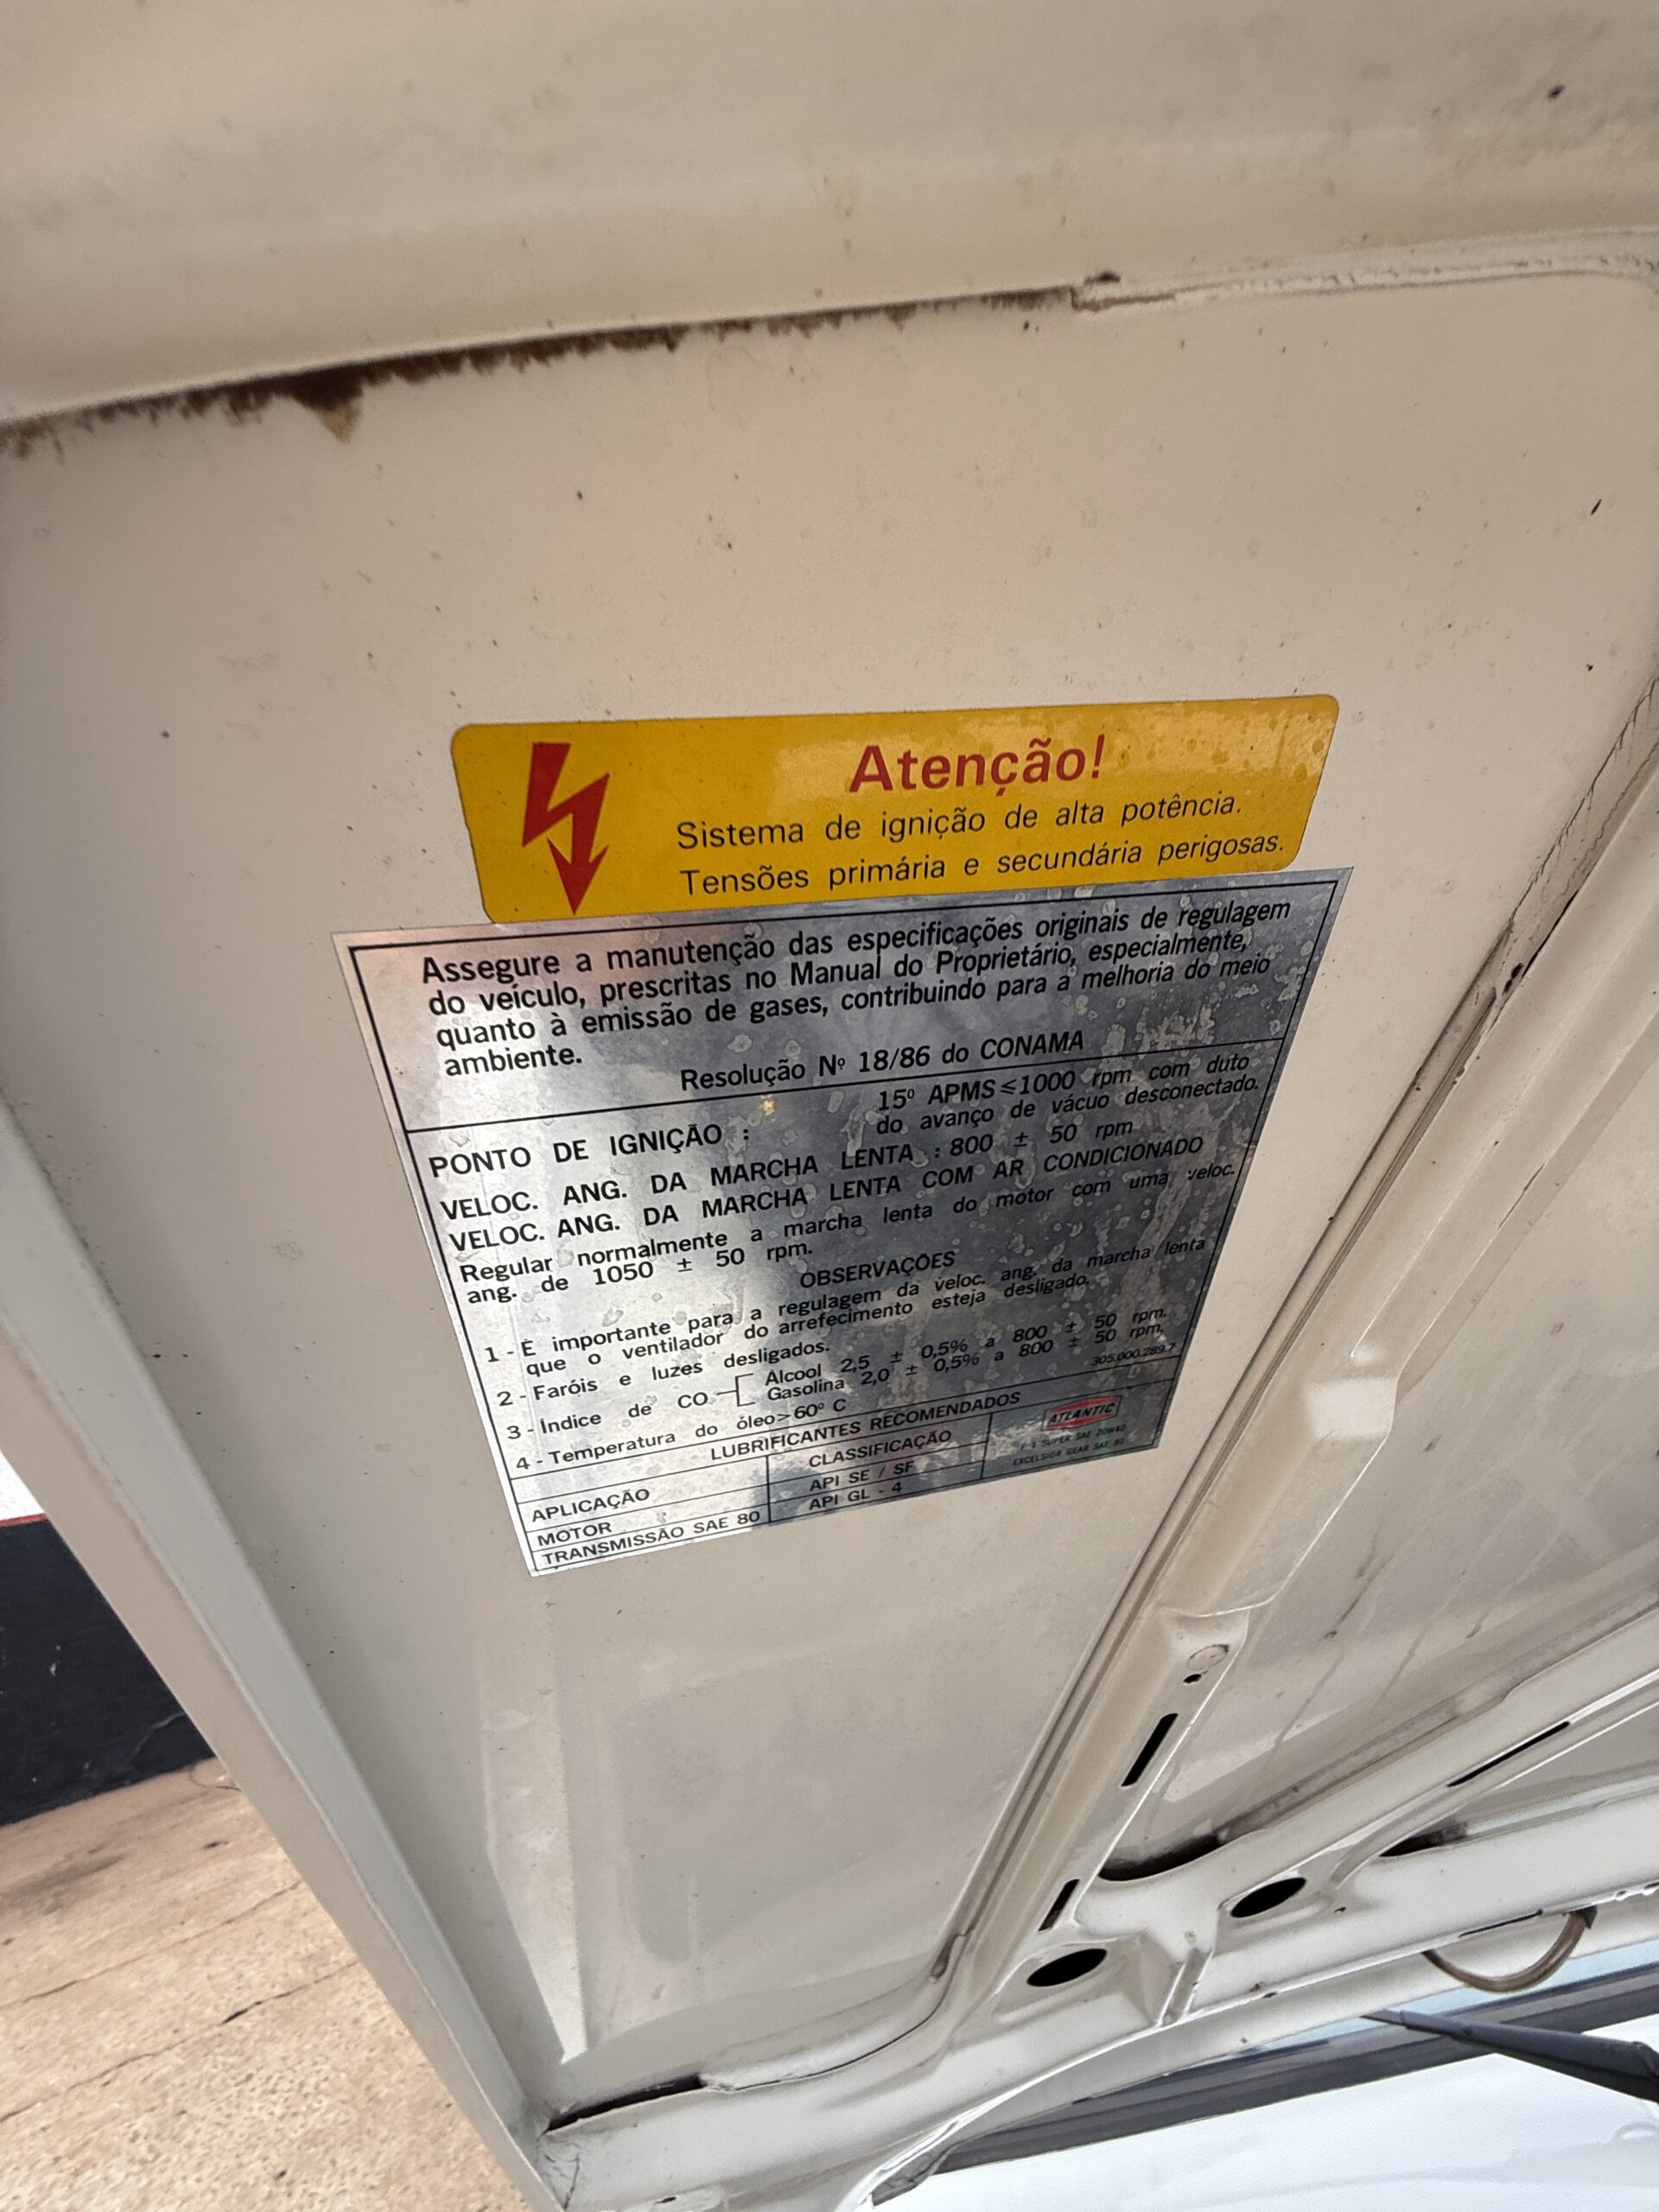 Atenção!
Sistema de ignição de alta potência.
Tensões primária e secundária perigosas.
Assegure a manutenção das especificações originais de regulagem
do veículo, prescritas no Manual do Proprietário, especialmente,
quanto à emissão de gases, contribuindo para a melhoria do meio
ambiente.
Resolução Nº 18/86 do CONAMA
PONTO DE IGNIÇÃO : 15º APMS ⩽ 1000 rpm com duto
do avanço de vácuo desconectado.
VELOC. ANG. DA MARCHA LENTA : 800 ± 50 rpm
VELOC. ANG. DA MARCHA LENTA COM AR CONDICIONADO
Regular normalmente a marcha lenta do motor com uma veloc.
ang. de 1050 ± 50 rpm.
OBSERVAÇÕES
1 - É importante para a regulagem da veloc. ang. da marcha lenta
que o ventilador do arrefecimento esteja desligado.
2 - Faróis e luzes desligados.
3 - Índice de CO Alcool 2,5 ± 0,5% a 800 ± 50 rpm.
Gasolina 2,0 ± 0,5% a 800 ± 50 rpm.
4 - Temperatura do óleo > 60º C
305.000.289.7
LUBRIFICANTES RECOMENDADOS
APLICAÇÃO CLASSIFICAÇÃO ATLANTIC
MOTOR API SE / SF SUPER SAE 20W40
TRANSMISSÃO SAE 80 API GL - 4 EXCELSIOR GEAR SAE 80